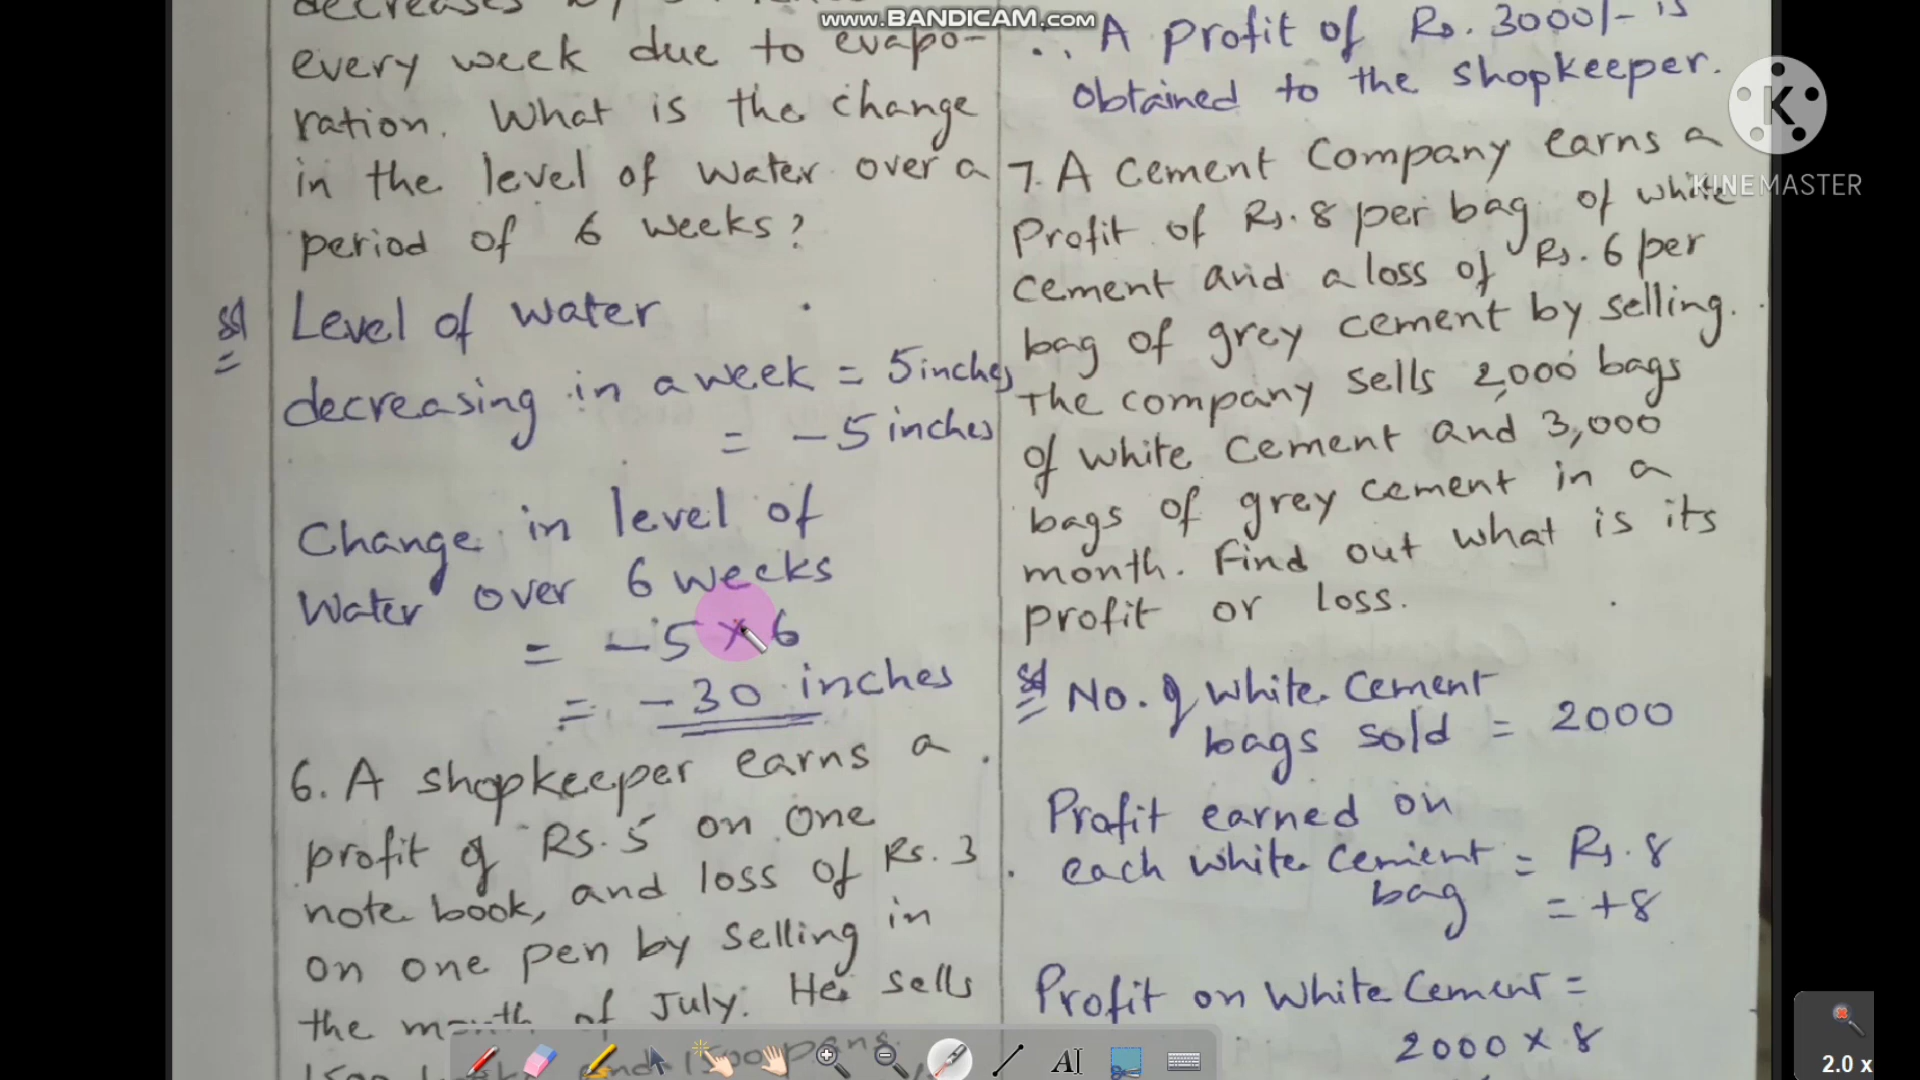 www.BANDICAM.com
every week due to evapo-
ration. What is the change
in the level of water over a
period of 6 weeks?
Sol Level of water
decreasing in a week = 5 inches
= -5 inches
Change in level of
Water over 6 weeks
= -5 × 6
= -30 inches
6. A shopkeeper earns a
profit of Rs. 5 on one
note book, and loss of Rs. 3
on one pen by selling in
the month of July. He sells
∴ A profit of Rs. 3000/- is
obtained to the shopkeeper.
7. A cement company earns a
Profit of Rs. 8 per bag of white
cement and a loss of Rs. 6 per
bag of grey cement by selling.
The company sells 2,000 bags
of white cement and 3,000
bags of grey cement in a
month. Find out what is its
profit or loss.
Sol No. of white cement
bags sold = 2000
Profit earned on
each white cement = Rs. 8
bag = +8
Profit on white cement =
2000 × 8
K
KINEMASTER
AI
2.0 x